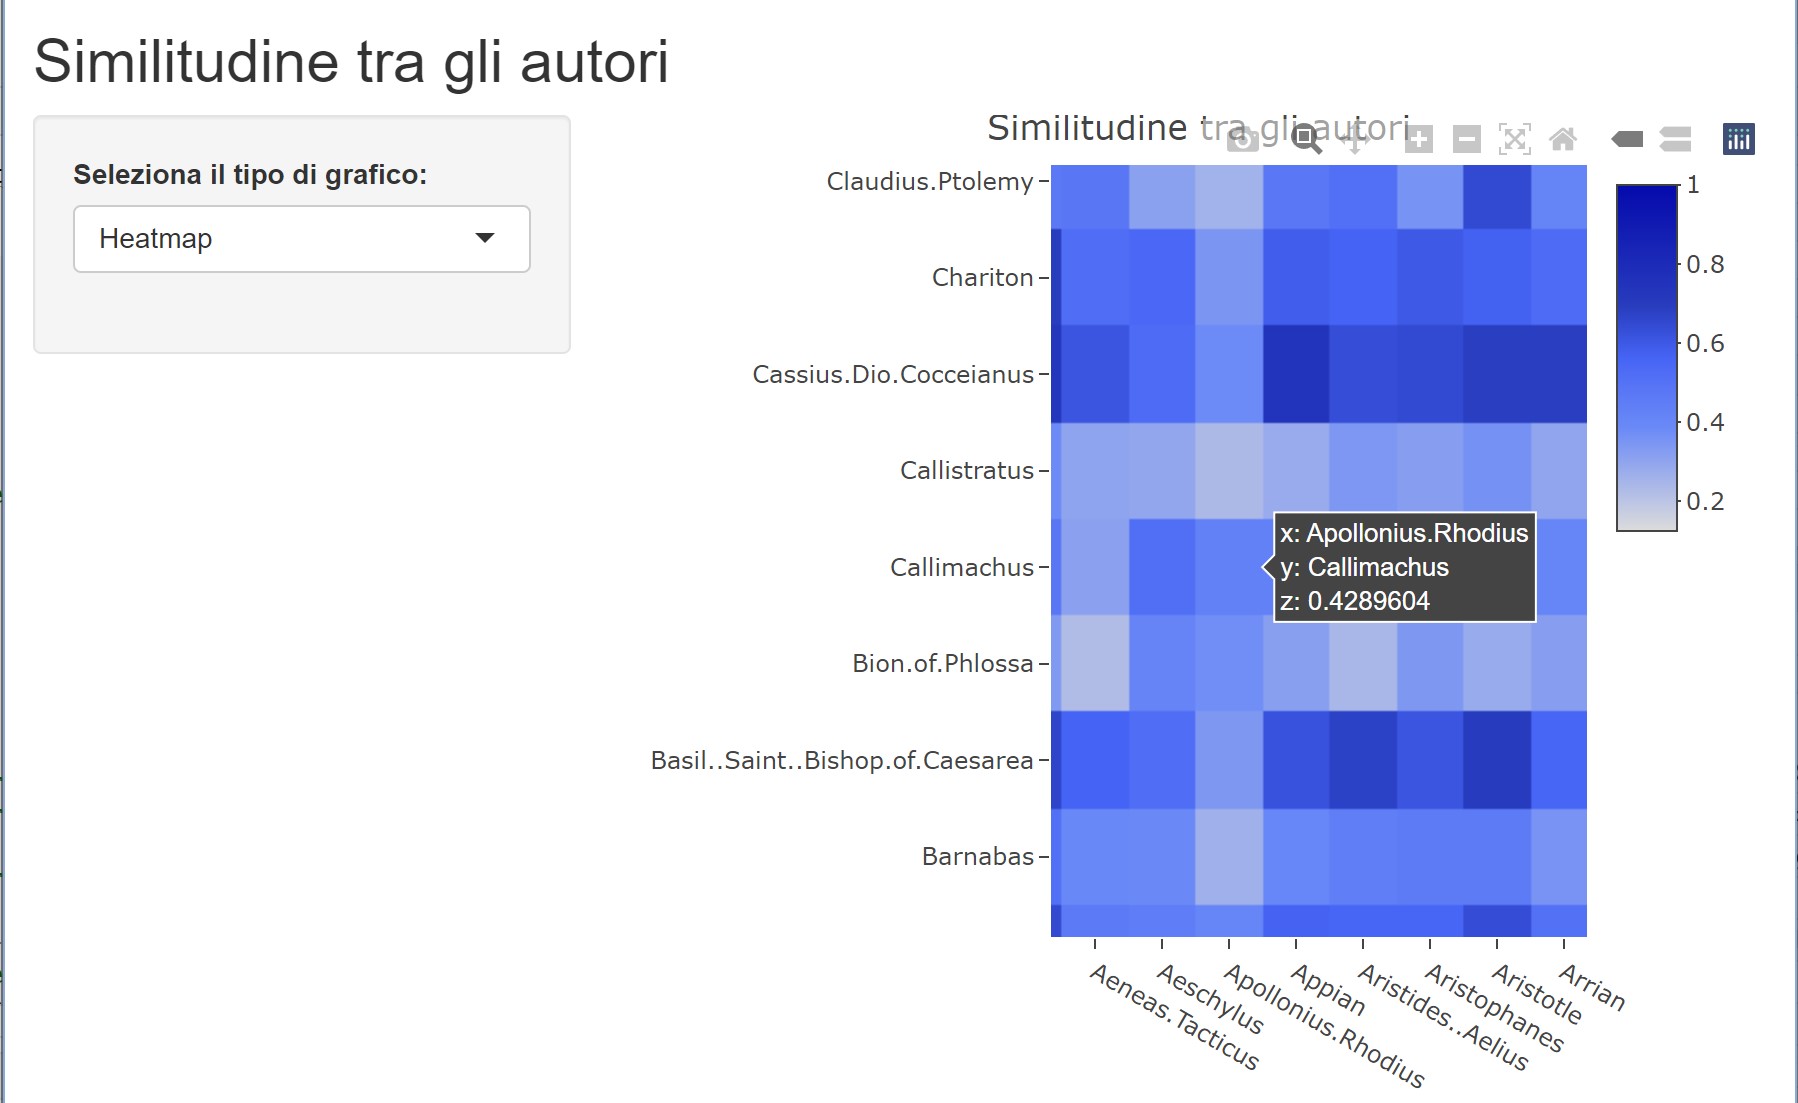 Similitudine tra gli autori
Seleziona il tipo di grafico:
Heatmap
Similitudine tra gli autori
Claudius.Ptolemy
Chariton
Cassius.Dio.Cocceianus
Callistratus
Callimachus
Bion.of.Phlossa
Basil..Saint..Bishop.of.Caesarea
Barnabas
x: Apollonius.Rhodius
y: Callimachus
z: 0.4289604
1
0.8
0.6
0.4
0.2
Aeneas.Tacticus
Aeschylus
Apollonius.Rhodius
Appian
Aristides..Aelius
Aristophanes
Aristotle
Arrian